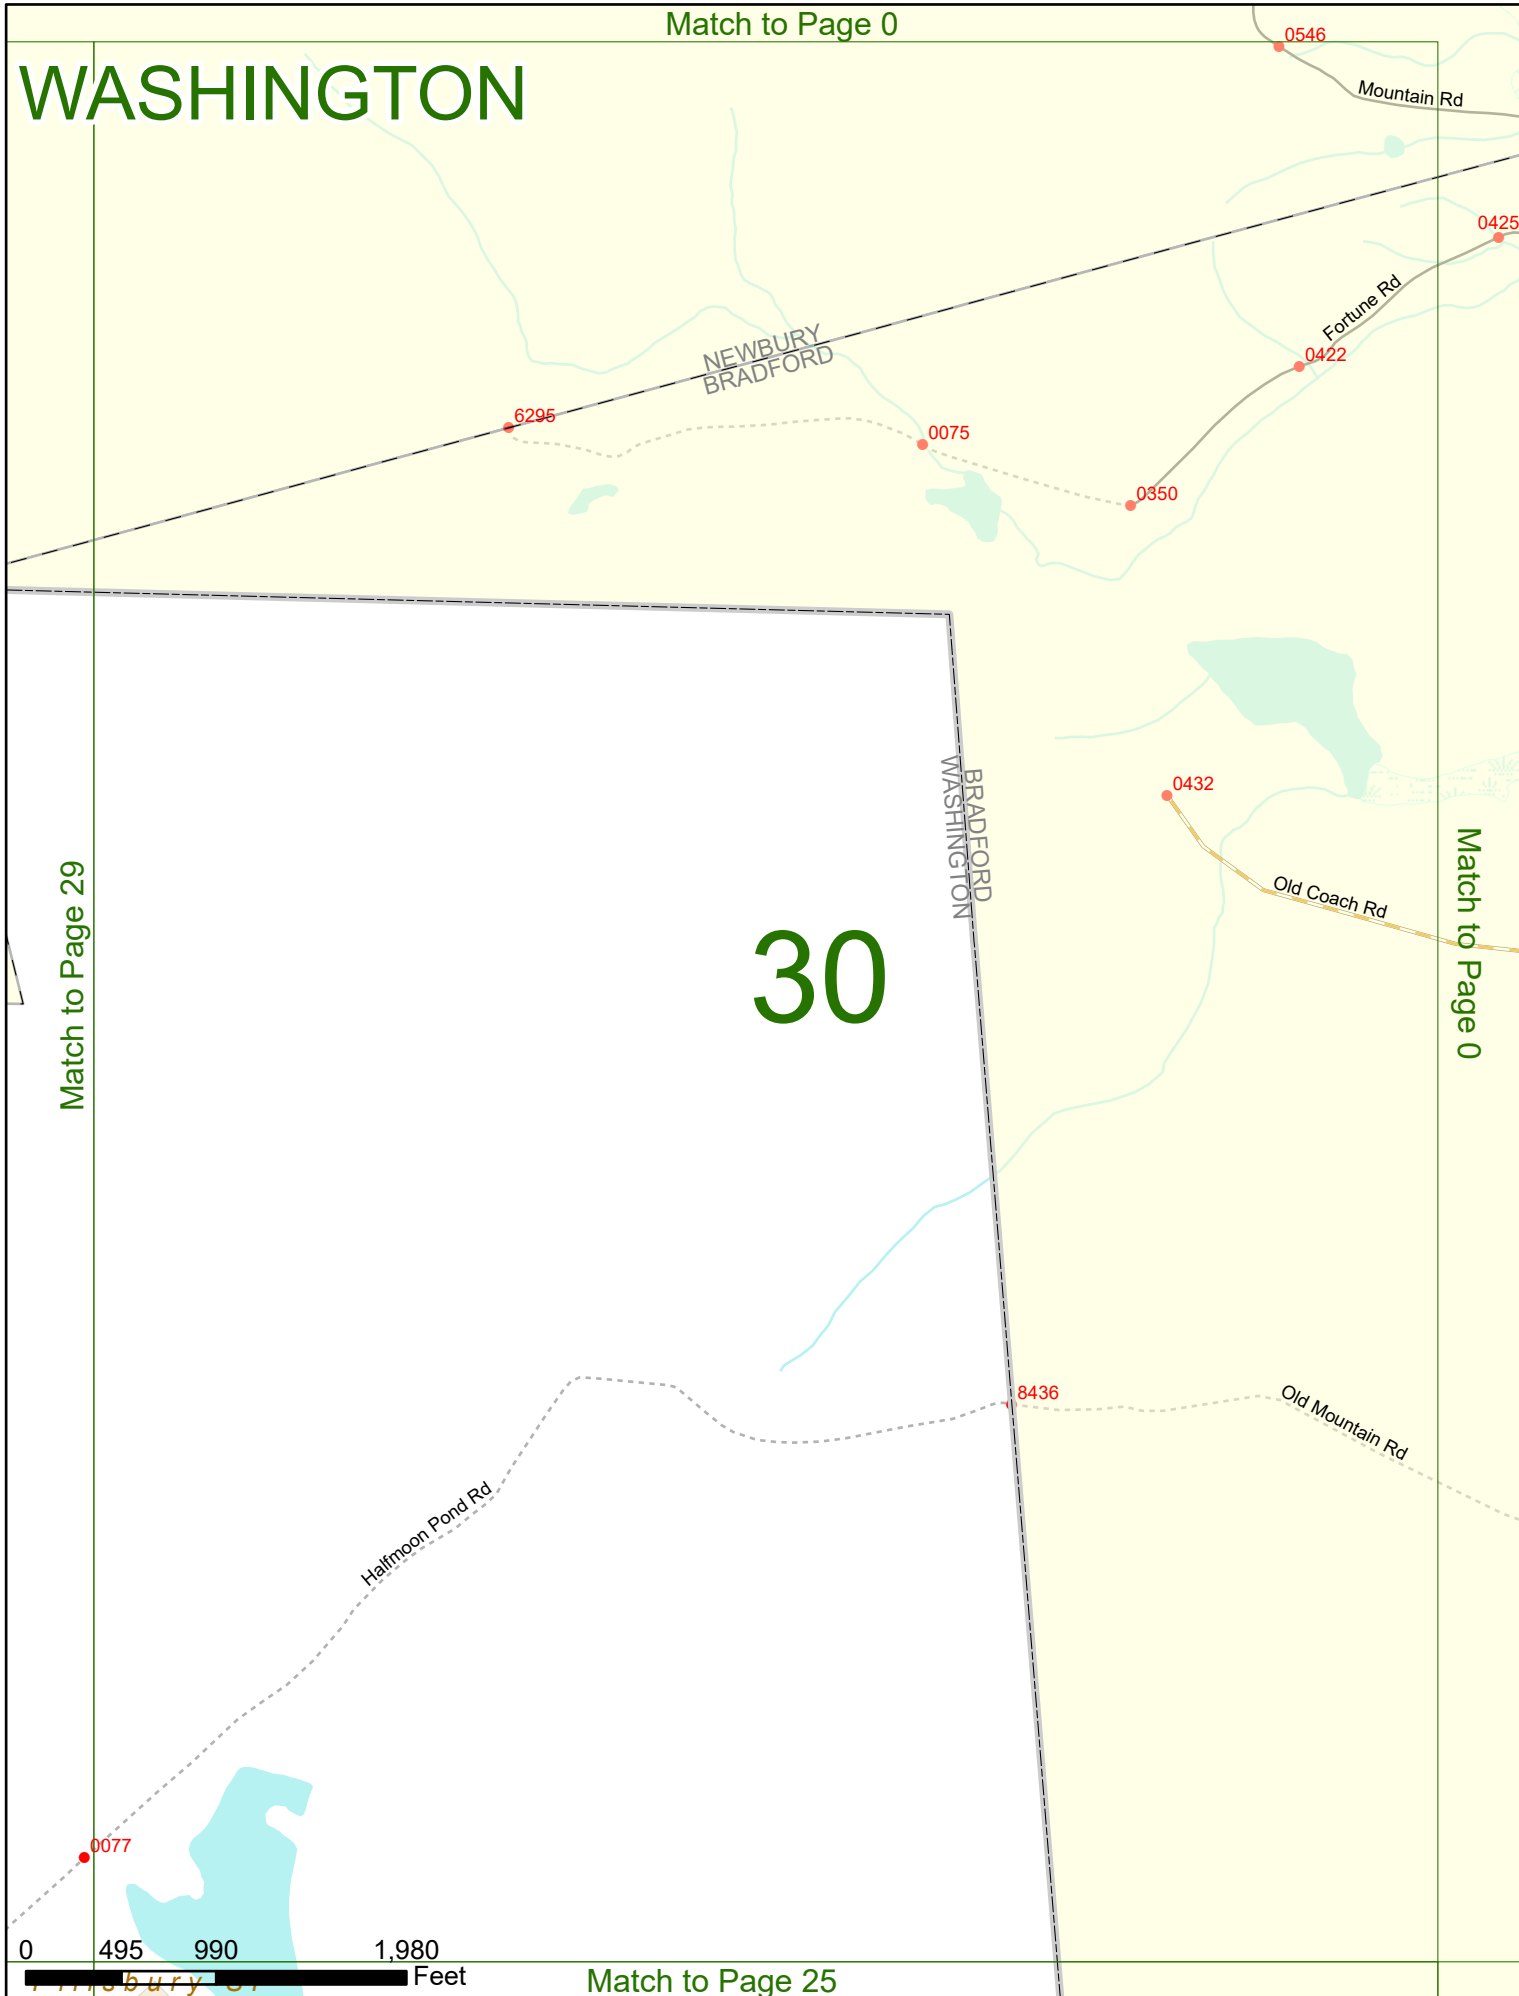 Match to Page 0
WASHINGTON
0546
Mountain Rd
0425
Fortune Rd
0422
NEWBURY
BRADFORD
6295
0075
0350
BRADFORD
WASHINGTON
0432
Old Coach Rd
Match to Page 29
30
Match to Page 0
8436
Old Mountain Rd
Halfmoon Pond Rd
0077
0 495 990 1,980
Feet
Match to Page 25